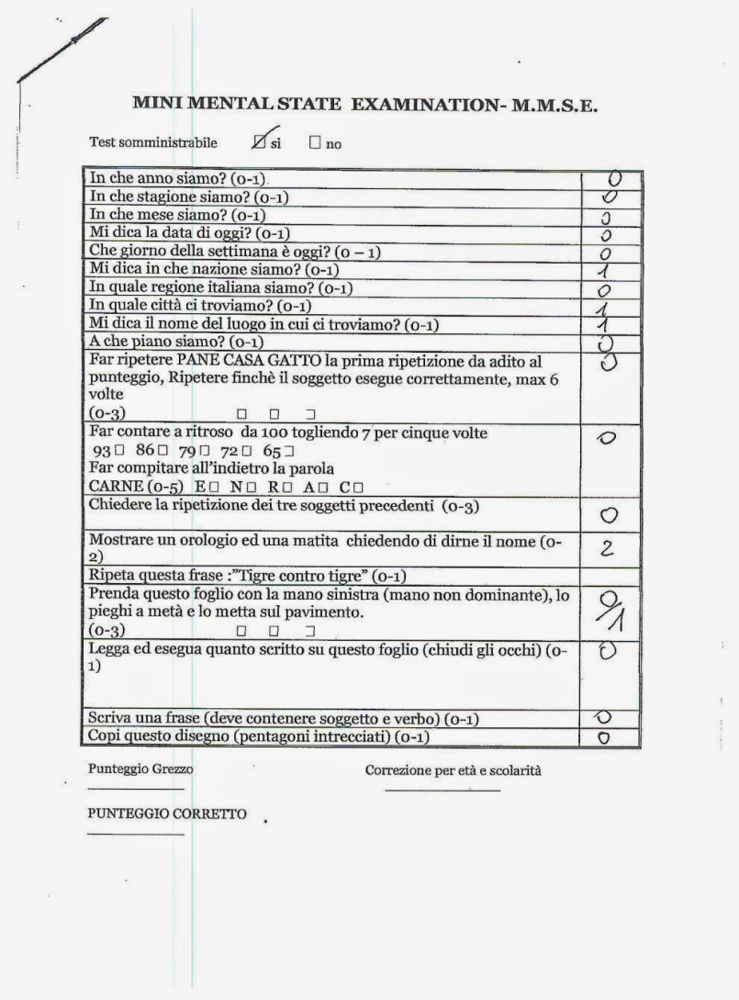 MINI MENTAL STATE EXAMINATION- M.M.S.E.
Test somministrabile si no
In che anno siamo? (0-1) 0
In che stagione siamo? (0-1) 0
In che mese siamo? (0-1) 0
Mi dica la data di oggi? (0-1) 0
Che giorno della settimana è oggi? (0 – 1) 0
Mi dica in che nazione siamo? (0-1) 1
In quale regione italiana siamo? (0-1) 0
In quale città ci troviamo? (0-1) 1
Mi dica il nome del luogo in cui ci troviamo? (0-1) 1
A che piano siamo? (0-1) 0
Far ripetere PANE CASA GATTO la prima ripetizione da adito al 0
punteggio, Ripetere finchè il soggetto esegue correttamente, max 6
volte
(0-3) □ □ □
Far contare a ritroso da 100 togliendo 7 per cinque volte 0
93□ 86□ 79□ 72□ 65□
Far compitare all'indietro la parola
CARNE (0-5) E□ N□ R□ A□ C□
Chiedere la ripetizione dei tre soggetti precedenti (0-3) 0
Mostrare un orologio ed una matita chiedendo di dirne il nome (0- 2
2)
Ripeta questa frase :"Tigre contro tigre" (0-1)
Prenda questo foglio con la mano sinistra (mano non dominante), lo 0/1
pieghi a metà e lo metta sul pavimento.
(0-3) □ □ □
Legga ed esegua quanto scritto su questo foglio (chiudi gli occhi) (0- 0
1)
Scriva una frase (deve contenere soggetto e verbo) (0-1) 0
Copi questo disegno (pentagoni intrecciati) (0-1) 0
Punteggio Grezzo Correzione per età e scolarità
PUNTEGGIO CORRETTO